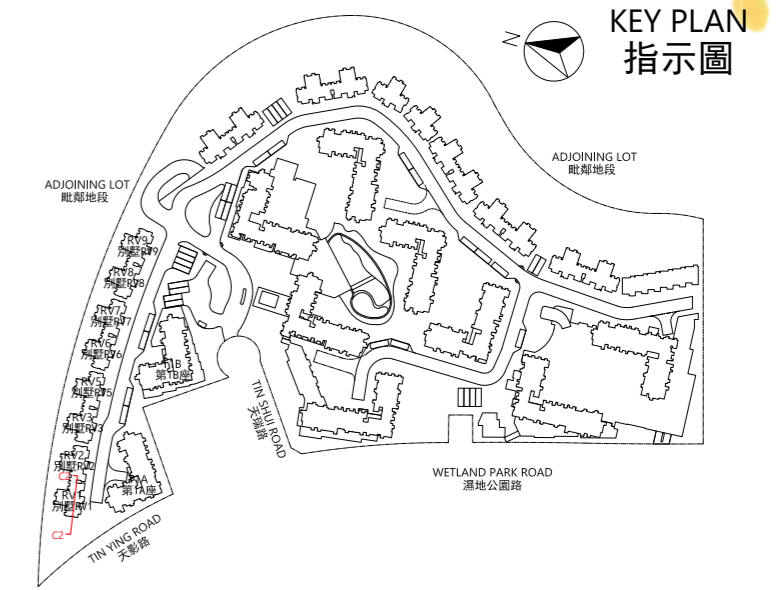 KEY PLAN
指示圖
N
ADJOINING LOT
毗鄰地段
ADJOINING LOT
毗鄰地段
RV9
別墅RV9
RV8
別墅RV8
RV7
別墅RV7
RV6
別墅RV6
RV5
別墅RV5
RV3
別墅RV3
RV2
別墅RV2
C2
RV1
別墅RV1
C2
第1B座
第1A座
TIN SHUI ROAD
天瑞路
TIN YING ROAD
天影路
WETLAND PARK ROAD
濕地公園路